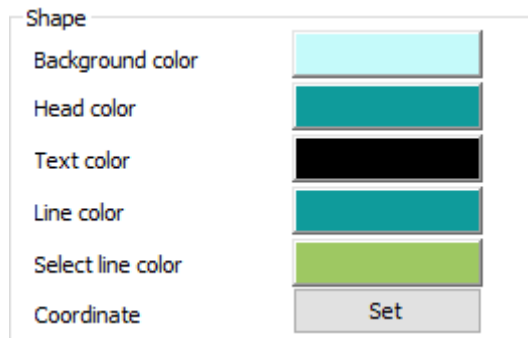 Shape
Background color
Head color
Text color
Line color
Select line color
Coordinate Set